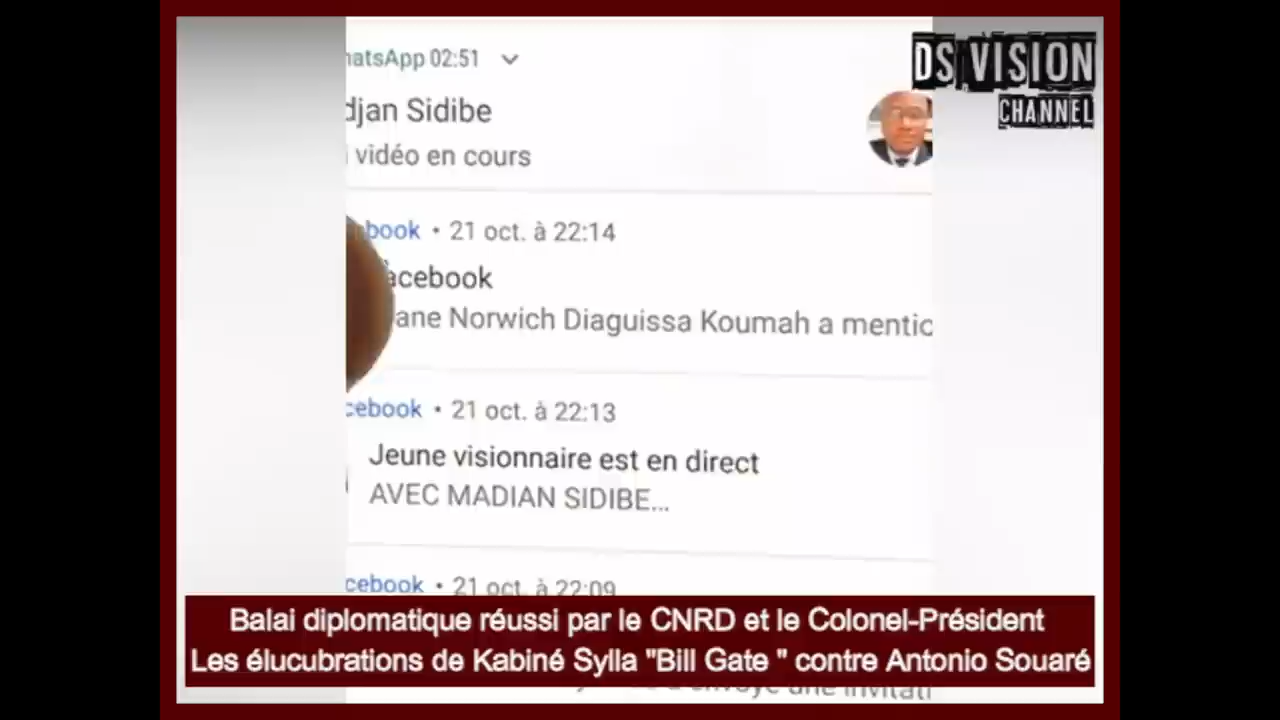 DS VISION
CHANNEL
hatsApp 02:51
djan Sidibe
vidéo en cours
book • 21 oct. à 22:14
acebook
ane Norwich Diaguissa Koumah a mentio
cebook • 21 oct. à 22:13
Jeune visionnaire est en direct
AVEC MADIAN SIDIBE...
cebook • 21 oct. à 22:09
Balai diplomatique réussi par le CNRD et le Colonel-Président
Les élucubrations de Kabiné Sylla "Bill Gate " contre Antonio Souaré
a envoyé une invitati